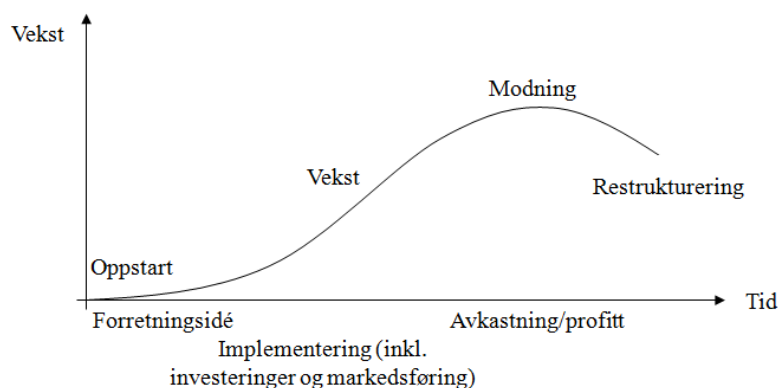 Vekst
Modning
Vekst
Restrukturering
Oppstart
Tid
Forretningsidé
Avkastning/profitt
Implementering (inkl.
investeringer og markedsføring)